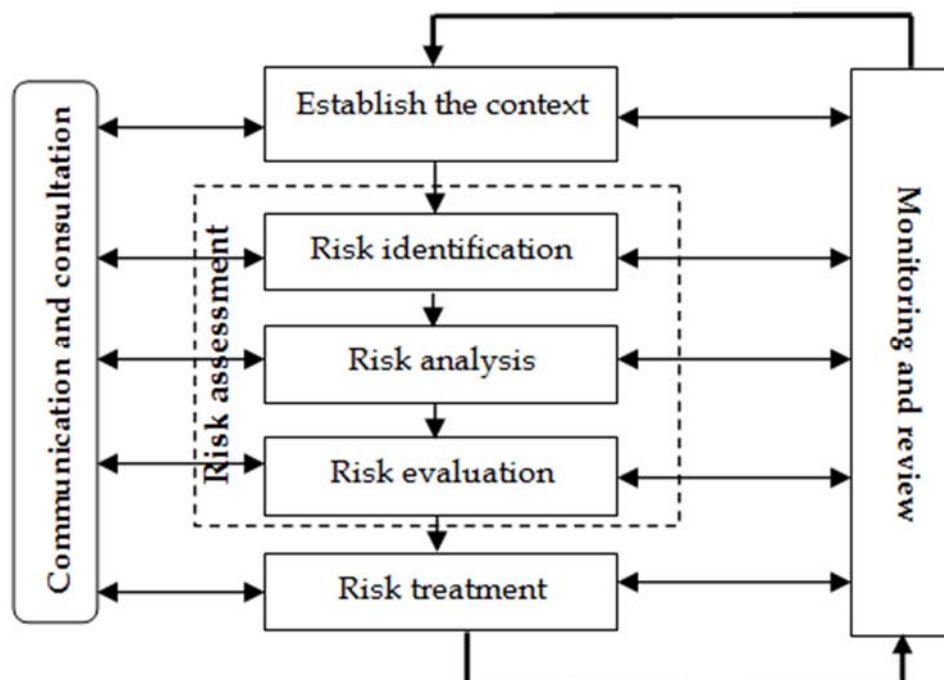 Establish the context
Communication and consultation
Risk assessment
Risk identification
Risk analysis
Risk evaluation
Risk treatment
Monitoring and review